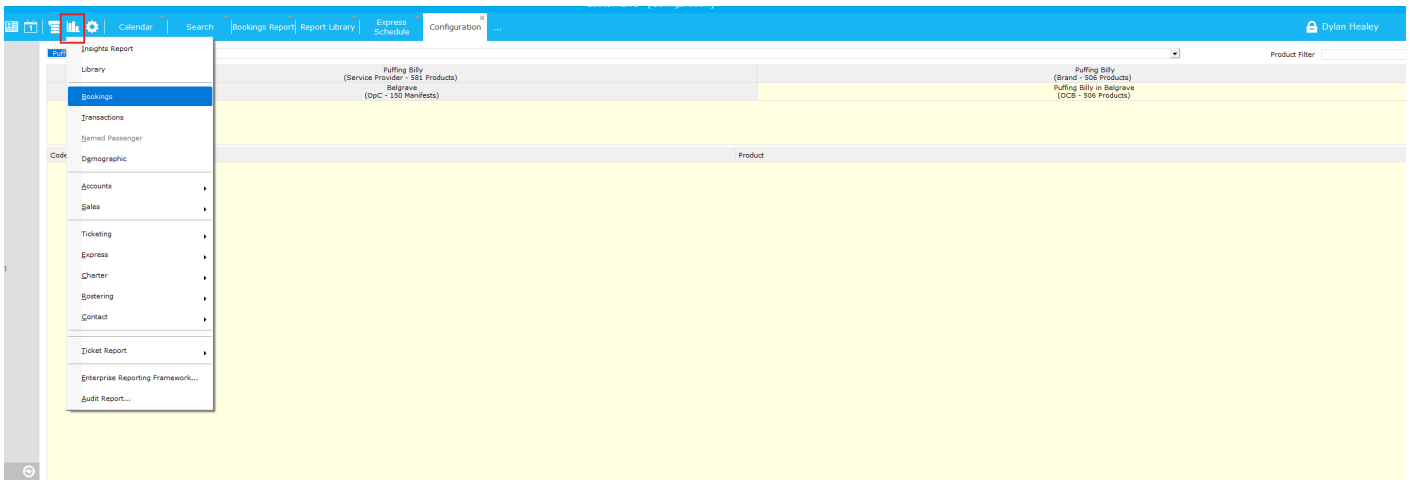 1
Calendar
Search
Bookings Report
Report Library
Express
Schedule
Configuration
...
Dylan Healey
Puff
Product Filter
Insights Report
Library
Bookings
Transactions
Named Passenger
Demographic
Accounts
Sales
Ticketing
Express
Charter
Rostering
Contact
Ticket Report
Enterprise Reporting Framework...
Audit Report...
Puffing Billy
(Service Provider - 581 Products)
Puffing Billy
(Brand - 506 Products)
Belgrave
(OpC - 150 Manifests)
Puffing Billy in Belgrave
(OCB - 506 Products)
Code
Product